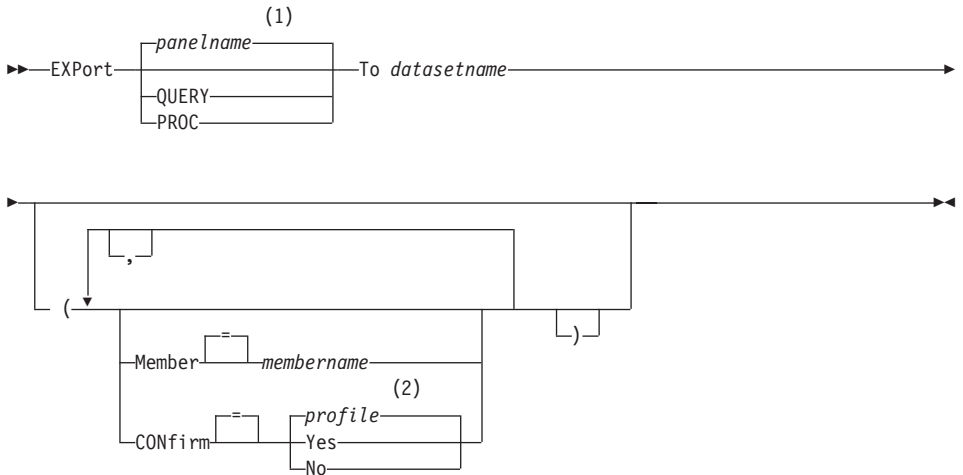 (1)
panelname
EXPort To datasetname
QUERY
PROC
,
(
)
=
Member membername
(2)
= profile
CONfirm Yes
No